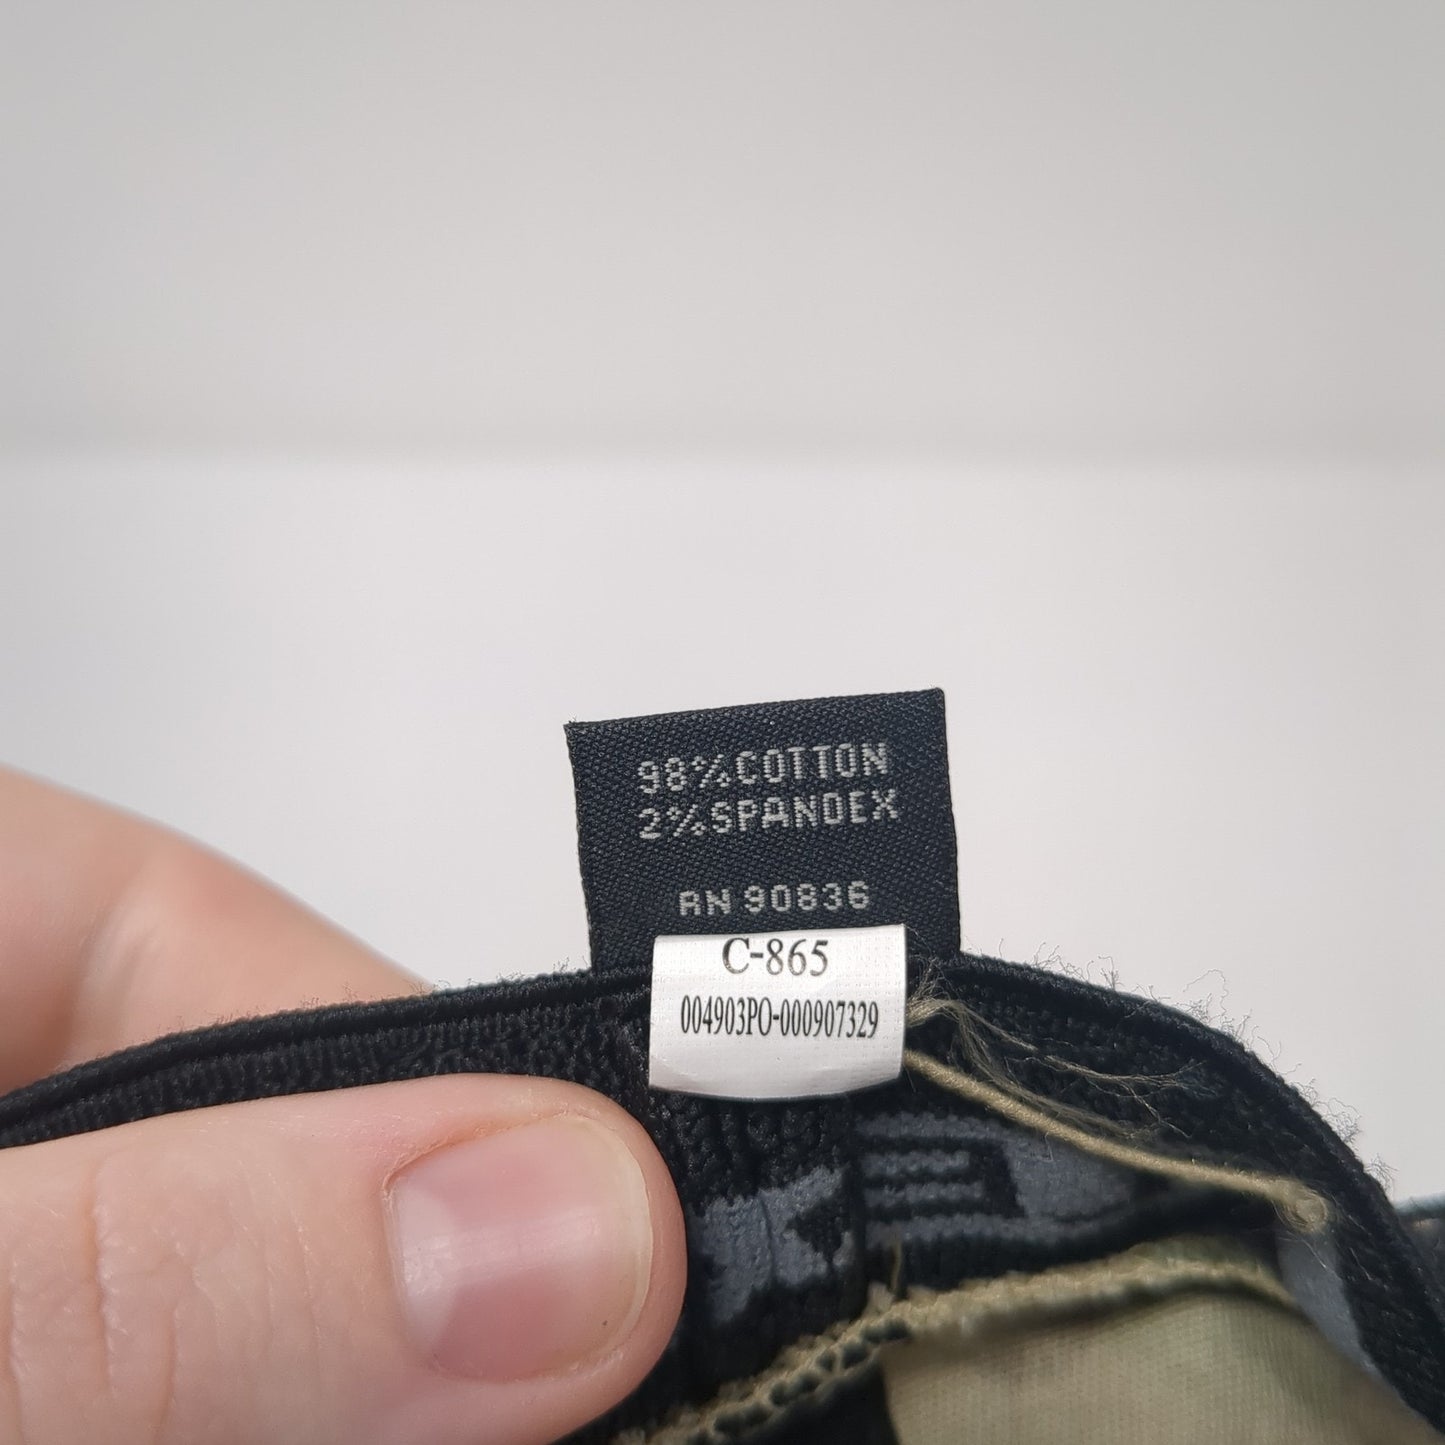 98% COTTON
2% SPANDEX
RN 90836
C-865
004903PO-000907329